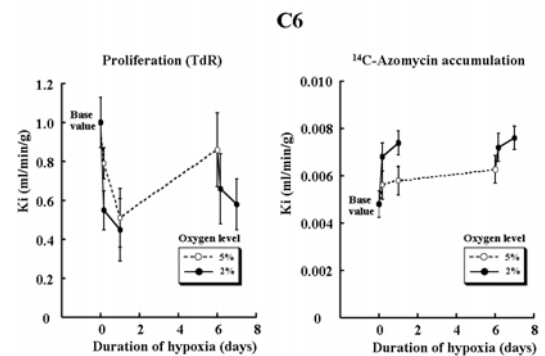 C6
Proliferation (TdR)
Ki (ml/min/g)
1.2
1.0
0.8
0.6
0.4
0.2
0
Base
value
Oxygen level
5%
2%
0 2 4 6 8
Duration of hypoxia (days)
¹⁴C-Azomycin accumulation
Ki (ml/min/g)
0.010
0.008
0.006
0.004
0.002
0
Base
value
Oxygen level
5%
2%
0 2 4 6 8
Duration of hypoxia (days)